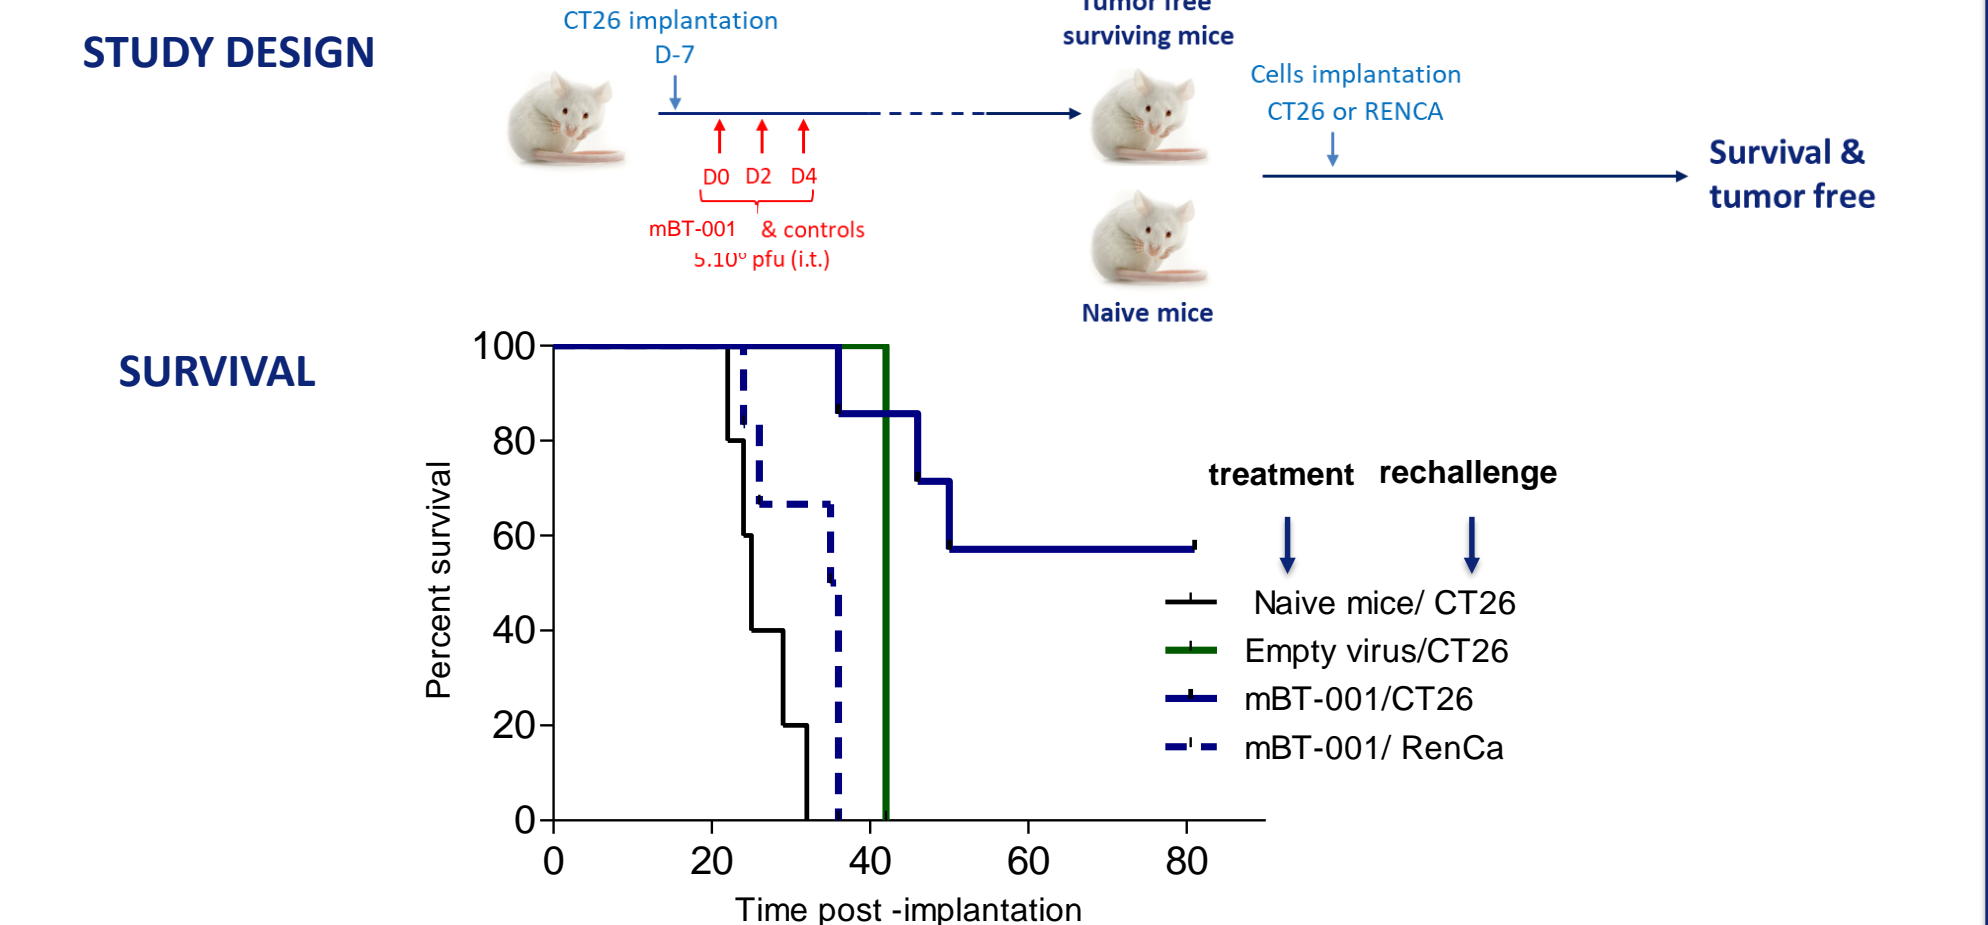 STUDY DESIGN
CT26 implantation
D-7
D0 D2 D4
mBT-001 & controls
pfu (i.t.)
Tumor free
surviving mice
Naive mice
Cells implantation
CT26 or RENCA
Survival &
tumor free
SURVIVAL
Percent survival
100
80
60
40
20
0
0 20 40 60 80
Time post -implantation
treatment rechallenge
Naive mice/ CT26
Empty virus/CT26
mBT-001/CT26
mBT-001/ RenCa